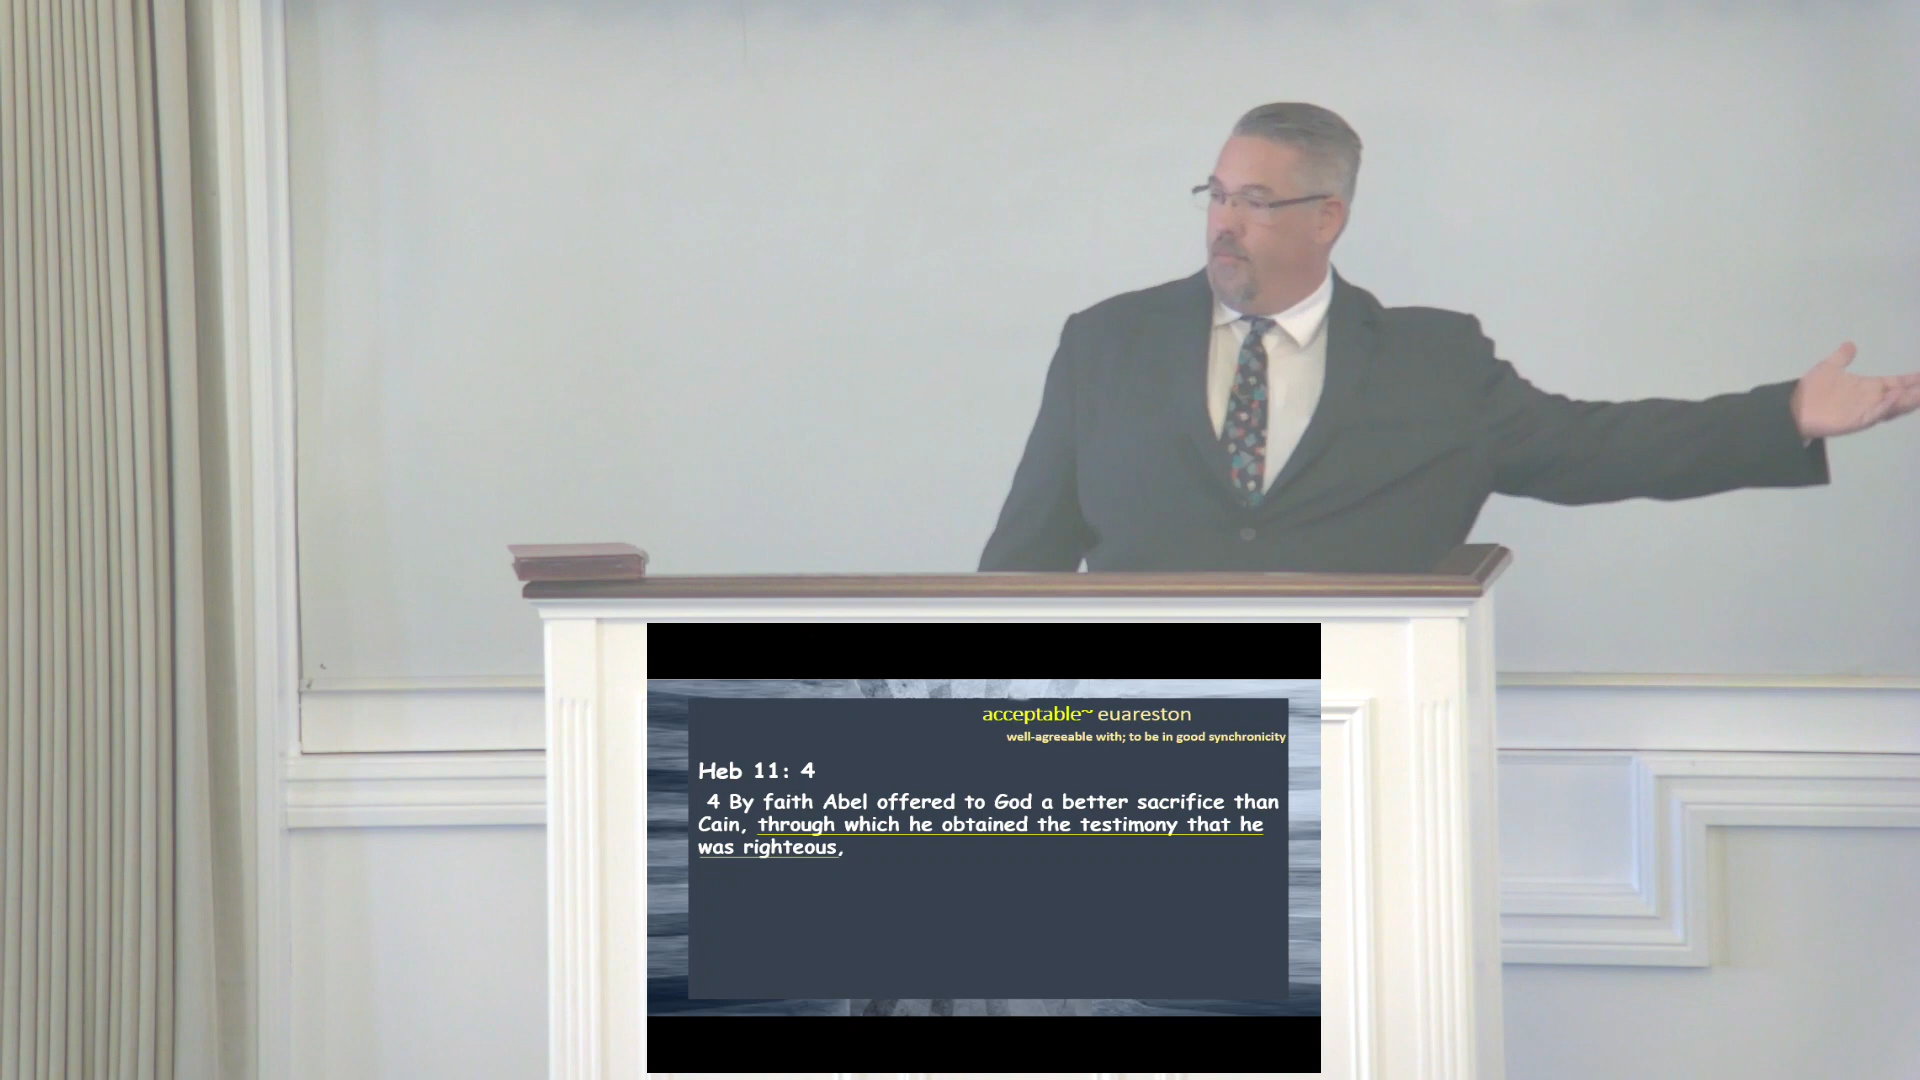 acceptable~ euareston
well-agreeable with; to be in good synchronicity
Heb 11: 4
4 By faith Abel offered to God a better sacrifice than
Cain, through which he obtained the testimony that he
was righteous,